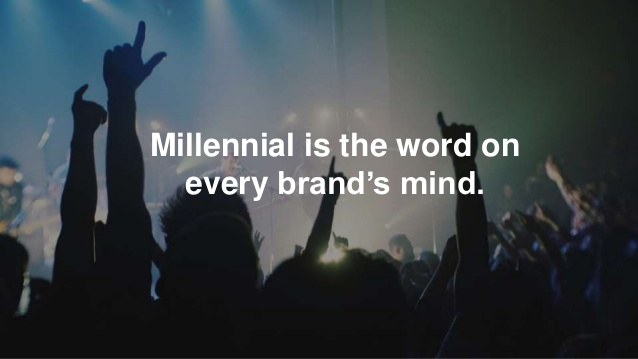 Millennial is the word on
every brand’s mind.